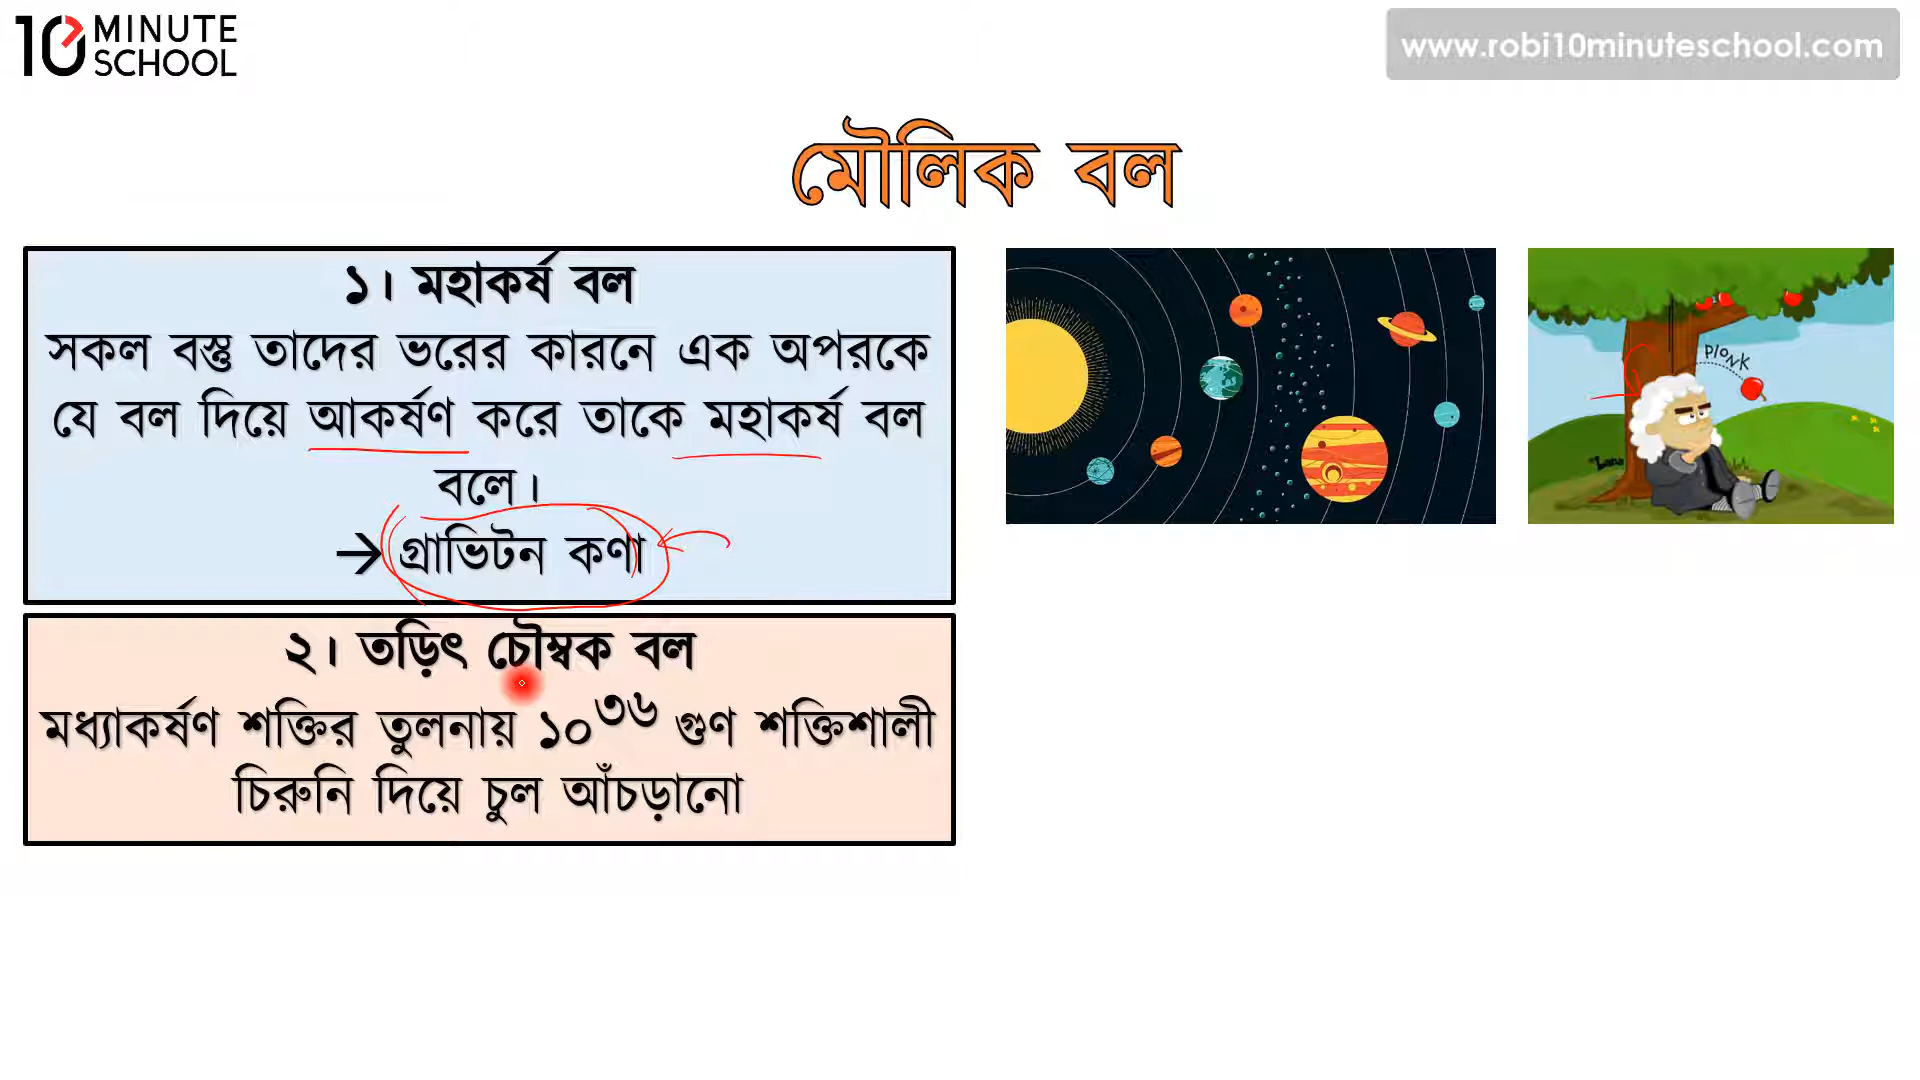 10 MINUTE
SCHOOL
www.robi10minuteschool.com
মৌলিক বল
১। মহাকর্ষ বল
সকল বস্তু তাদের ভরের কারনে এক অপরকে
যে বল দিয়ে আকর্ষণ করে তাকে মহাকর্ষ বল
বলে।
→ গ্রাভিটন কণা
PloNK
২। তড়িৎ চৌম্বক বল
মধ্যাকর্ষণ শক্তির তুলনায় ১০³⁶ গুণ শক্তিশালী
চিরুনি দিয়ে চুল আঁচড়ানো